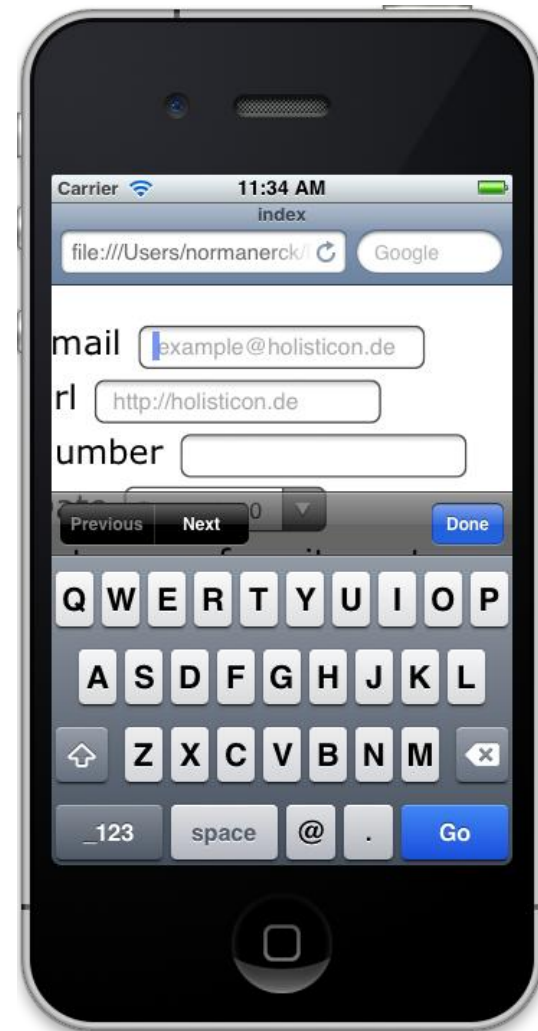 Carrier 11:34 AM
index
file:///Users/normanerck/ Google
mail example@holisticon.de
rl http://holisticon.de
umber
Previous Next Done
Q W E R T Y U I O P
A S D F G H J K L
Z X C V B N M
_123 space @ . Go